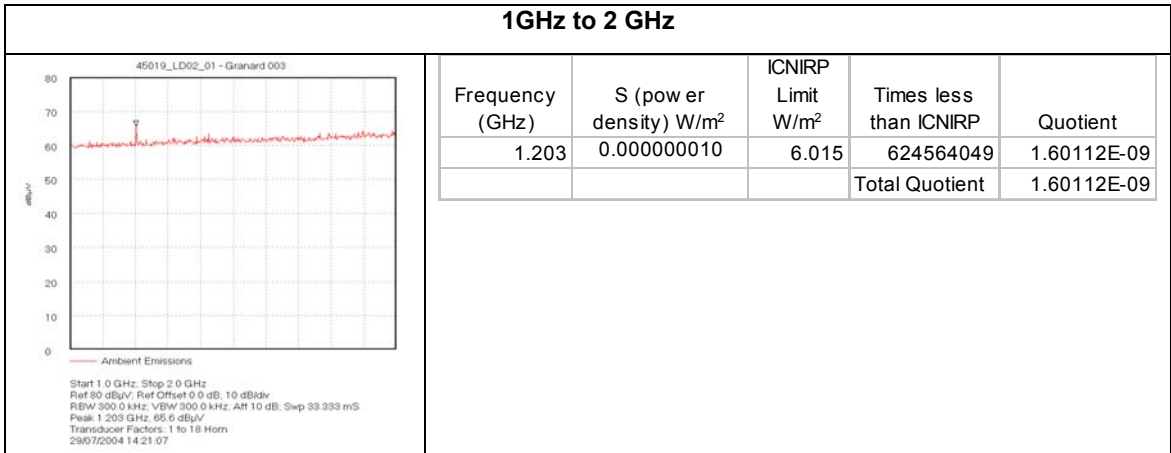 1GHz to 2 GHz
45019_LD02_01 - Granard 003
80
70
60
50
40
30
20
10
0
dBµV
Ambient Emissions
Start 1.0 GHz; Stop 2.0 GHz
Ref 80 dBµV; Ref Offset 0.0 dB; 10 dB/div
RBW 300.0 kHz; VBW 300.0 kHz; Att 10 dB; Swp 33.333 mS
Peak 1.203 GHz, 65.6 dBµV
Transducer Factors: 1 to 18 Horn
29/07/2004 14:21:07
Frequency (GHz) S (pow er density) W/m² ICNIRP Limit W/m² Times less than ICNIRP Quotient
1.203 0.000000010 6.015 624564049 1.60112E-09
Total Quotient 1.60112E-09